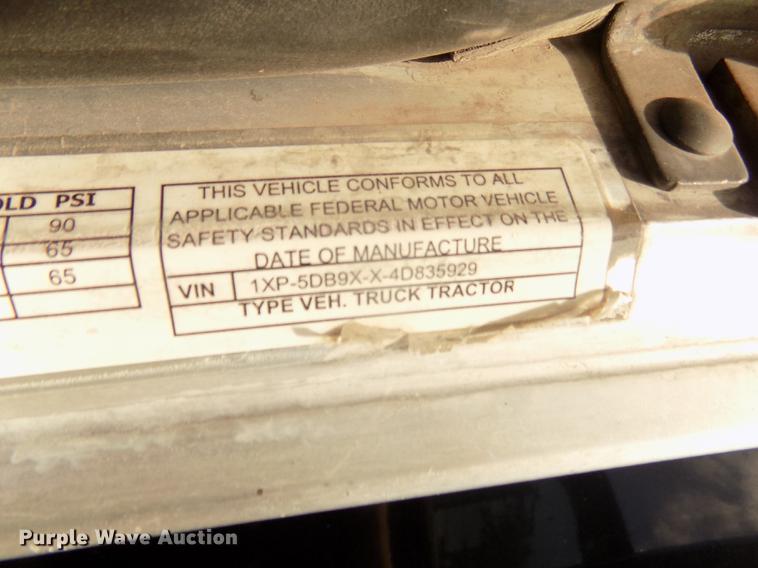 OLD PSI
90
65
65
THIS VEHICLE CONFORMS TO ALL
APPLICABLE FEDERAL MOTOR VEHICLE
SAFETY STANDARDS IN EFFECT ON THE
DATE OF MANUFACTURE
VIN 1XP-5DB9X-X-4D835929
TYPE VEH. TRUCK TRACTOR
Purple Wave Auction